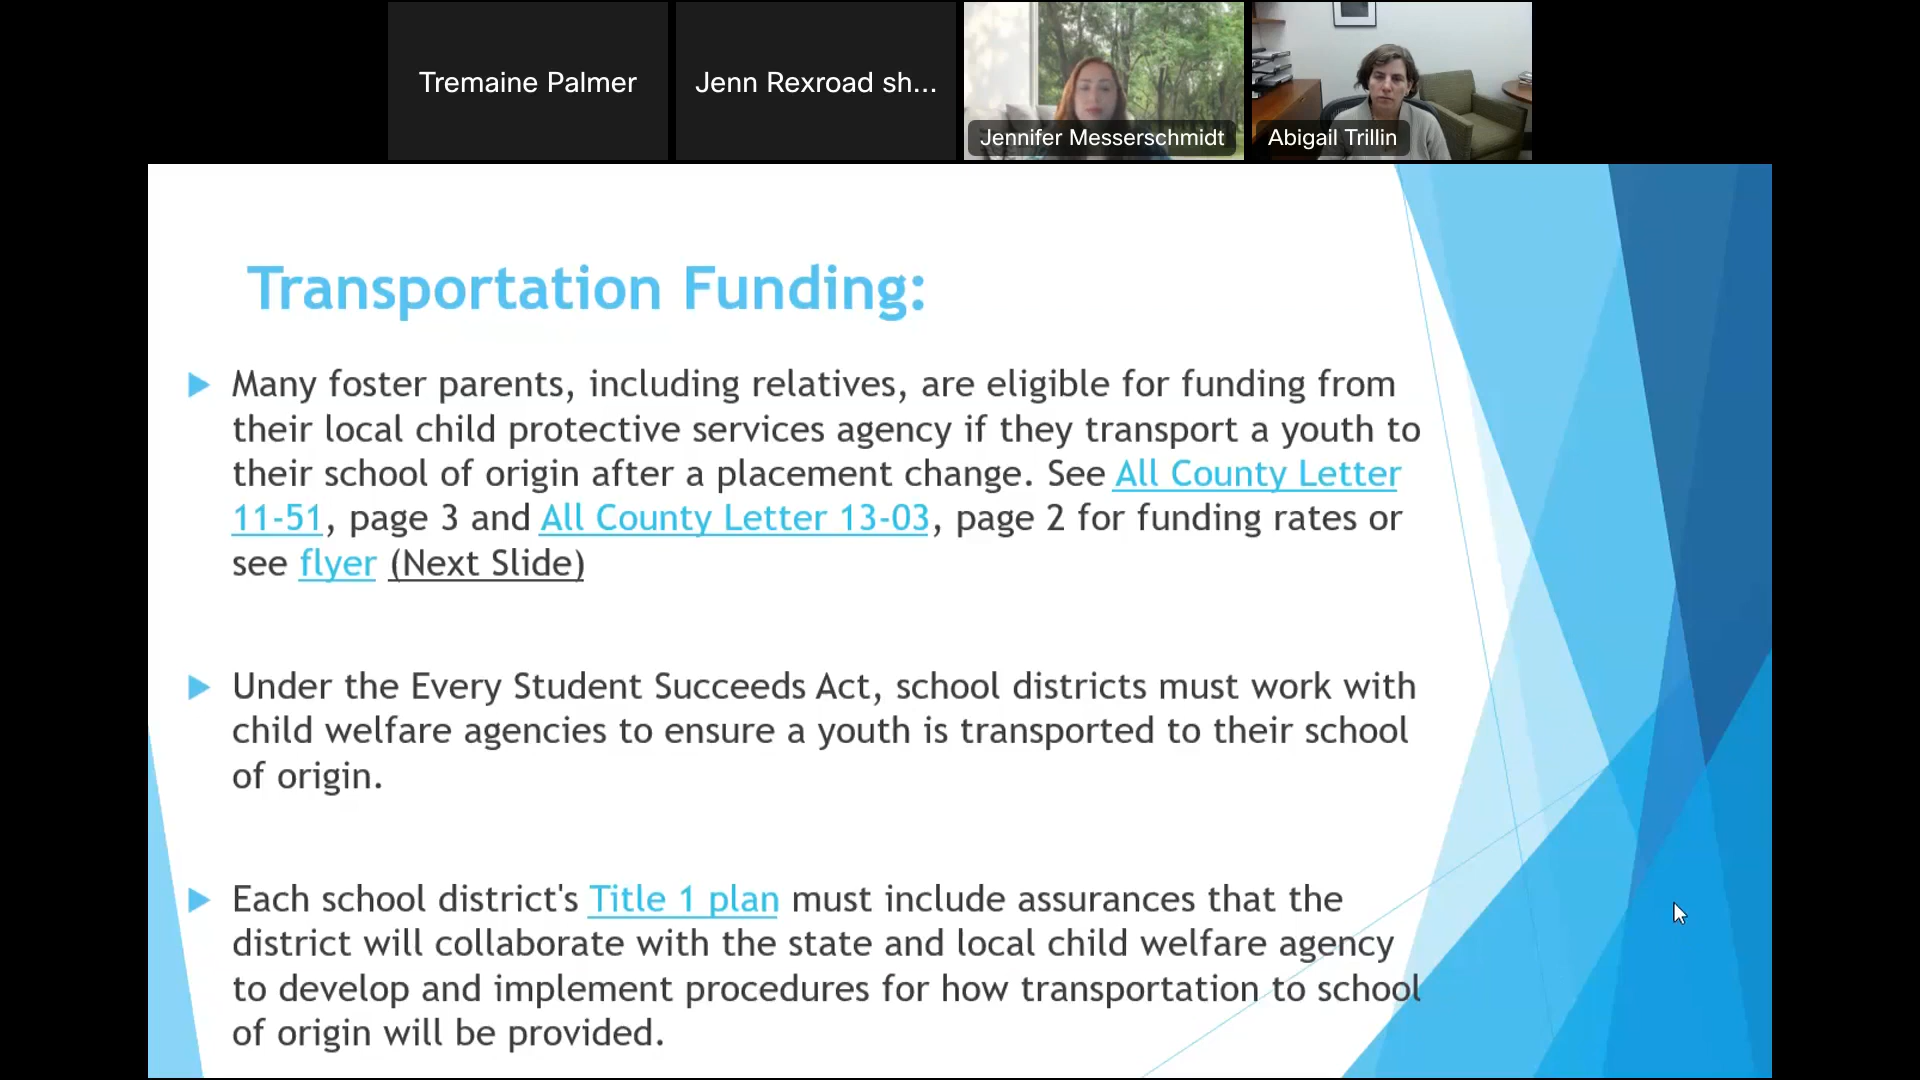 Tremaine Palmer
Jenn Rexroad sh...
Jennifer Messerschmidt
Abigail Trillin
Transportation Funding:
Many foster parents, including relatives, are eligible for funding from
their local child protective services agency if they transport a youth to
their school of origin after a placement change. See All County Letter
11-51, page 3 and All County Letter 13-03, page 2 for funding rates or
see flyer (Next Slide)
Under the Every Student Succeeds Act, school districts must work with
child welfare agencies to ensure a youth is transported to their school
of origin.
Each school district's Title 1 plan must include assurances that the
district will collaborate with the state and local child welfare agency
to develop and implement procedures for how transportation to school
of origin will be provided.